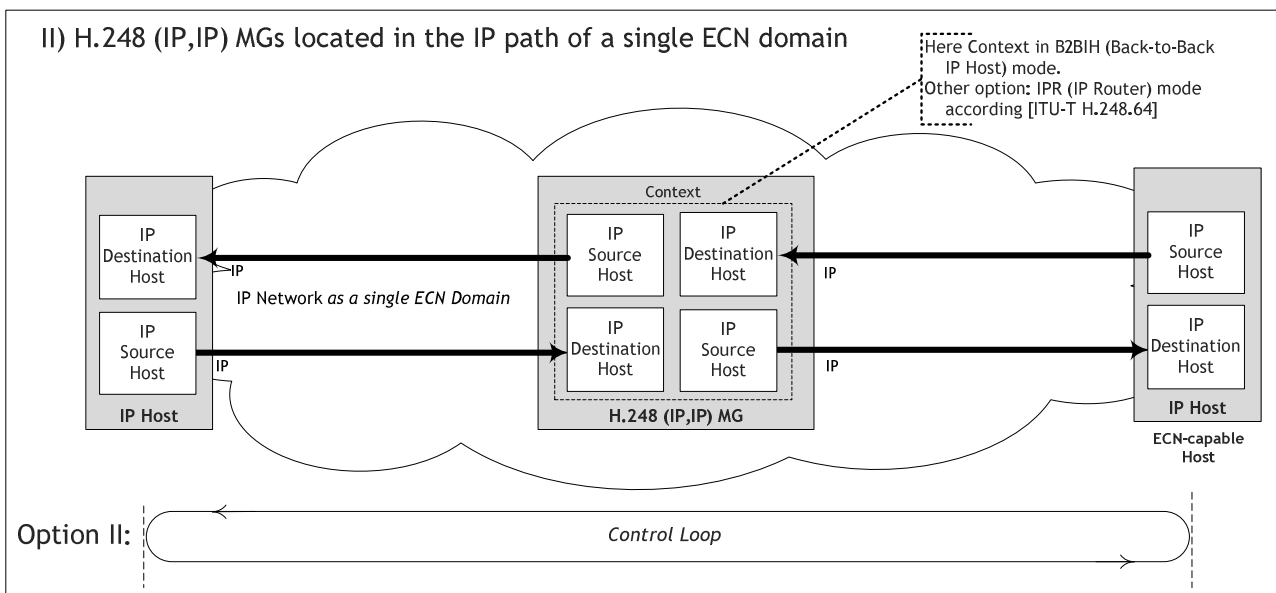 II) H.248 (IP,IP) MGs located in the IP path of a single ECN domain
Here Context in B2BIH (Back-to-Back
IP Host) mode.
Other option: IPR (IP Router) mode
according [ITU-T H.248.64]
Context
IP
Destination
Host
IP
Source
Host
IP Host
IP
IP Network as a single ECN Domain
IP
IP
Source
Host
IP
Destination
Host
IP
Destination
Host
IP
Source
Host
H.248 (IP,IP) MG
IP
IP
IP
Source
Host
IP
Destination
Host
IP Host
ECN-capable
Host
Option II:
Control Loop